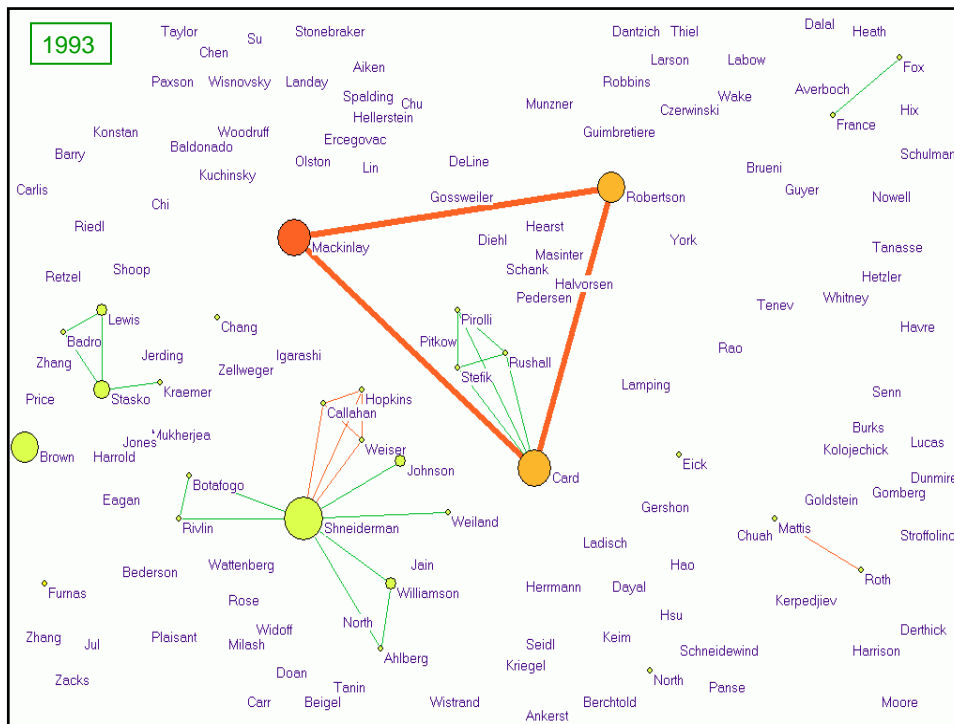 1993
Taylor
Su
Stonebraker
Dantzich
Thiel
Dalal
Heath
Chen
Aiken
Larson
Labow
Fox
Paxson
Wisnovsky
Landay
Robbins
Averboch
Spalding
Chu
Munzner
Wake
Czerwinski
Hix
Hellerstein
France
Konstan
Woodruff
Ercegovac
Guimbretiere
Barry
Baldonado
Olston
Lin
DeLine
Brueni
Schulman
Kuchinsky
Carlis
Gossweiler
Robertson
Guyer
Nowell
Chi
Riedl
Mackinlay
Diehl
Hearst
York
Tanasse
Masinter
Retzel
Shoop
Schank
Halvorsen
Hetzler
Pedersen
Tenev
Whitney
Lewis
Chang
Pirolli
Havre
Badro
Pitkow
Rao
Zhang
Jerding
Igarashi
Rushall
Zellweger
Stefik
Lamping
Senn
Price
Stasko
Kraemer
Hopkins
Callahan
Burks
Jones
Mukherjea
Kolojechick
Lucas
Brown
Harrold
Weiser
Johnson
Card
Eick
Dunmire
Eagan
Botafogo
Goldstein
Gomberg
Gershon
Rivlin
Shneiderman
Weiland
Chuah
Mattis
Stroffolino
Ladisch
Bederson
Wattenberg
Jain
Hao
Roth
Furnas
Williamson
Herrmann
Dayal
Rose
Kerpedjiev
Hsu
North
Zhang
Jul
Plaisant
Milash
Widoff
Seidl
Keim
Schneidewind
Derthick
Harrison
Ahlberg
Kriegel
Zacks
Doan
Tanin
North
Panse
Carr
Beigel
Wistrand
Berchtold
Moore
Ankerst